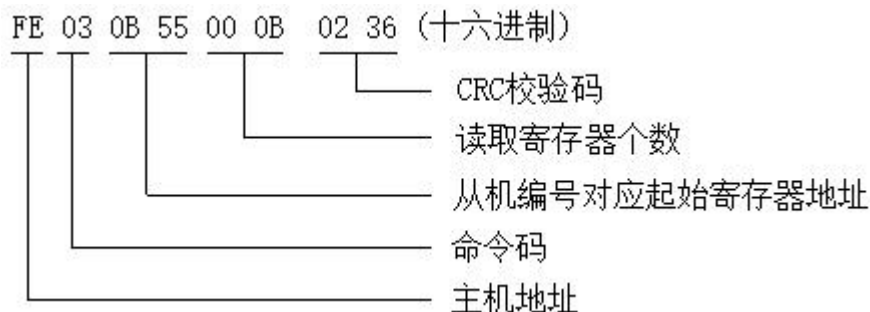 FE 03 0B 55 00 0B 02 36 (十六进制)
CRC校验码
读取寄存器个数
从机编号对应起始寄存器地址
命令码
主机地址